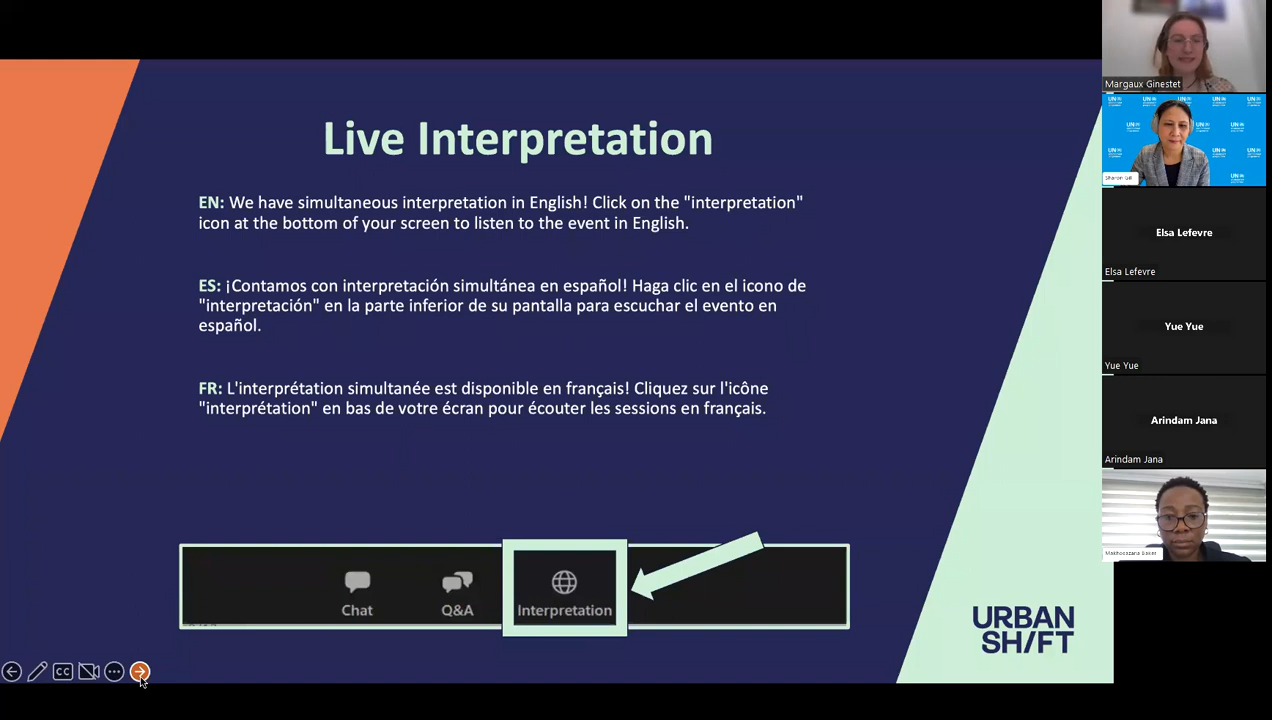 Live Interpretation
EN: We have simultaneous interpretation in English! Click on the "interpretation"
icon at the bottom of your screen to listen to the event in English.
ES: ¡Contamos con interpretación simultánea en español! Haga clic en el icono de
"interpretación" en la parte inferior de su pantalla para escuchar el evento en
español.
FR: L'interprétation simultanée est disponible en français! Cliquez sur l'icône
"interprétation" en bas de votre écran pour écouter les sessions en français.
Chat
Q&A
Interpretation
URBAN
SH/FT
CC
Margaux Ginestet
UN
Sharon Gill
Elsa Lefevre
Elsa Lefevre
Yue Yue
Yue Yue
Arindam Jana
Arindam Jana